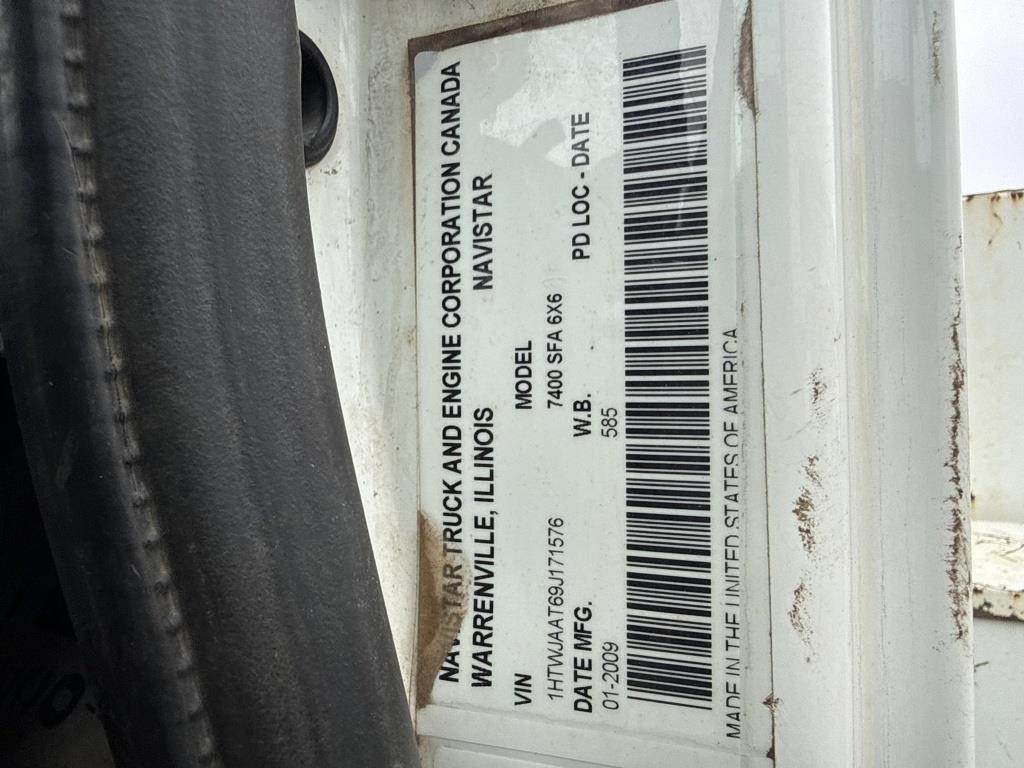 NAVISTAR TRUCK AND ENGINE CORPORATION CANADA
WARRENVILLE, ILLINOIS NAVISTAR
VIN MODEL
1HTWJAAT69J171576 7400 SFA 6X6
DATE MFG. W.B. PD LOC - DATE
01-2009 585
MADE IN THE UNITED STATES OF AMERICA